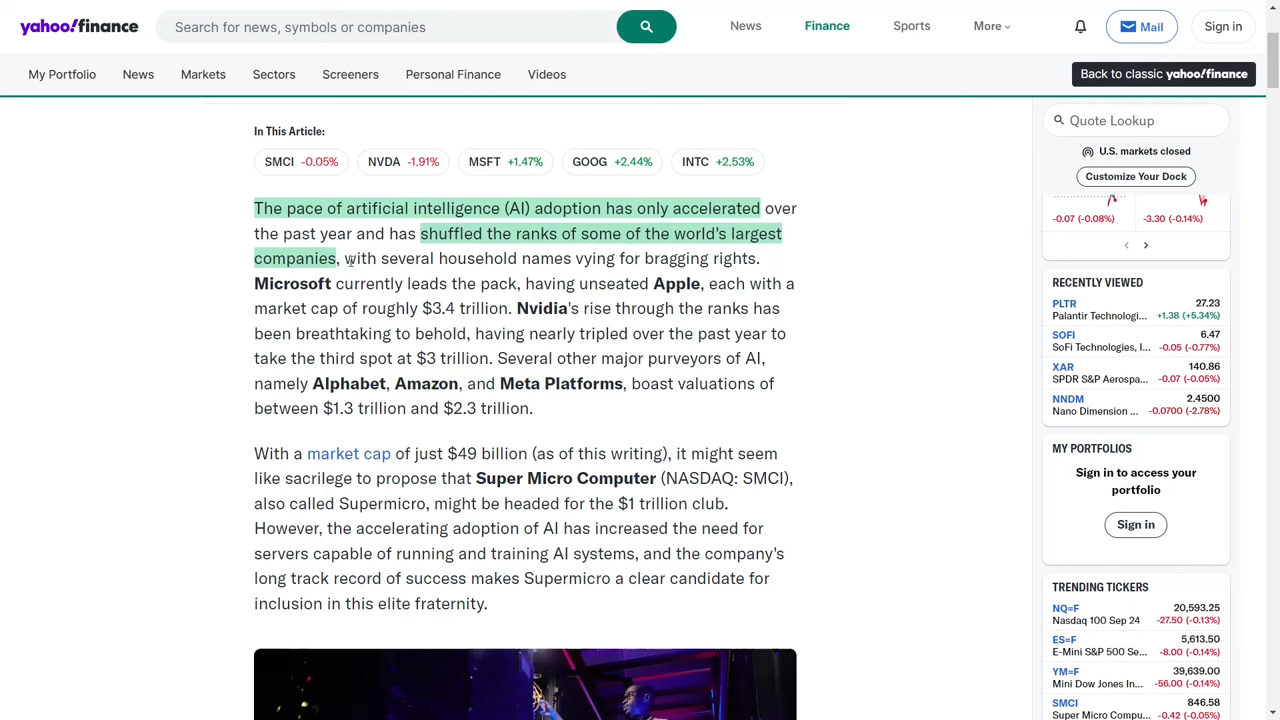 yahoo!finance
Search for news, symbols or companies
News
Finance
Sports
More
Mail
Sign in
My Portfolio
News
Markets
Sectors
Screeners
Personal Finance
Videos
Back to classic yahoo!finance
In This Article:
SMCI -0.05%
NVDA -1.91%
MSFT +1.47%
GOOG +2.44%
INTC +2.53%
The pace of artificial intelligence (AI) adoption has only accelerated over
the past year and has shuffled the ranks of some of the world's largest
companies, with several household names vying for bragging rights.
Microsoft currently leads the pack, having unseated Apple, each with a
market cap of roughly $3.4 trillion. Nvidia's rise through the ranks has
been breathtaking to behold, having nearly tripled over the past year to
take the third spot at $3 trillion. Several other major purveyors of AI,
namely Alphabet, Amazon, and Meta Platforms, boast valuations of
between $1.3 trillion and $2.3 trillion.
With a market cap of just $49 billion (as of this writing), it might seem
like sacrilege to propose that Super Micro Computer (NASDAQ: SMCI),
also called Supermicro, might be headed for the $1 trillion club.
However, the accelerating adoption of AI has increased the need for
servers capable of running and training AI systems, and the company's
long track record of success makes Supermicro a clear candidate for
inclusion in this elite fraternity.
Quote Lookup
U.S. markets closed
Customize Your Dock
-0.07 (-0.08%)
-3.30 (-0.14%)
RECENTLY VIEWED
PLTR 27.23
Palantir Technologi... +1.38 (+5.34%)
SOFI 6.47
SoFi Technologies, I... -0.05 (-0.77%)
XAR 140.86
SPDR S&P Aerospa... -0.07 (-0.05%)
NNDM 2.4500
Nano Dimension ... -0.0700 (-2.78%)
MY PORTFOLIOS
Sign in to access your
portfolio
Sign in
TRENDING TICKERS
NQ=F 20,593.25
Nasdaq 100 Sep 24 -27.50 (-0.13%)
ES=F 5,613.50
E-Mini S&P 500 Se... -8.00 (-0.14%)
YM=F 39,639.00
Mini Dow Jones In... -56.00 (-0.14%)
SMCI 846.58
Super Micro Compu... -0.42 (-0.05%)